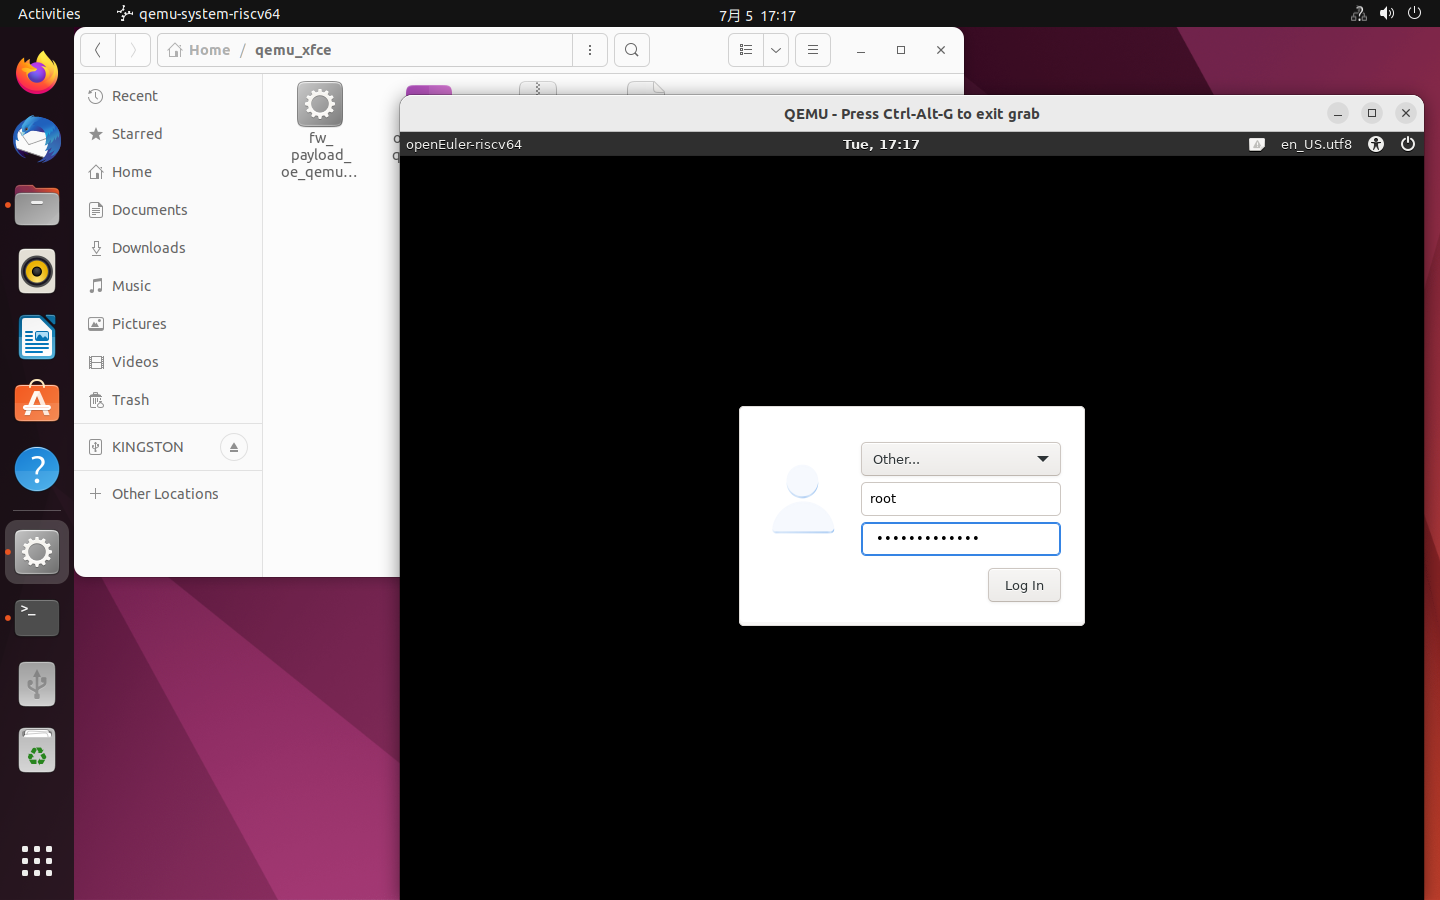 Activities
qemu-system-riscv64
7月 5 17:17
Home / qemu_xfce
Recent
Starred
Home
Documents
Downloads
Music
Pictures
Videos
Trash
KINGSTON
Other Locations
fw_
payload_
oe_qemu...
QEMU - Press Ctrl-Alt-G to exit grab
openEuler-riscv64
Tue, 17:17
en_US.utf8
Other...
root
•••••••••••••
Log In